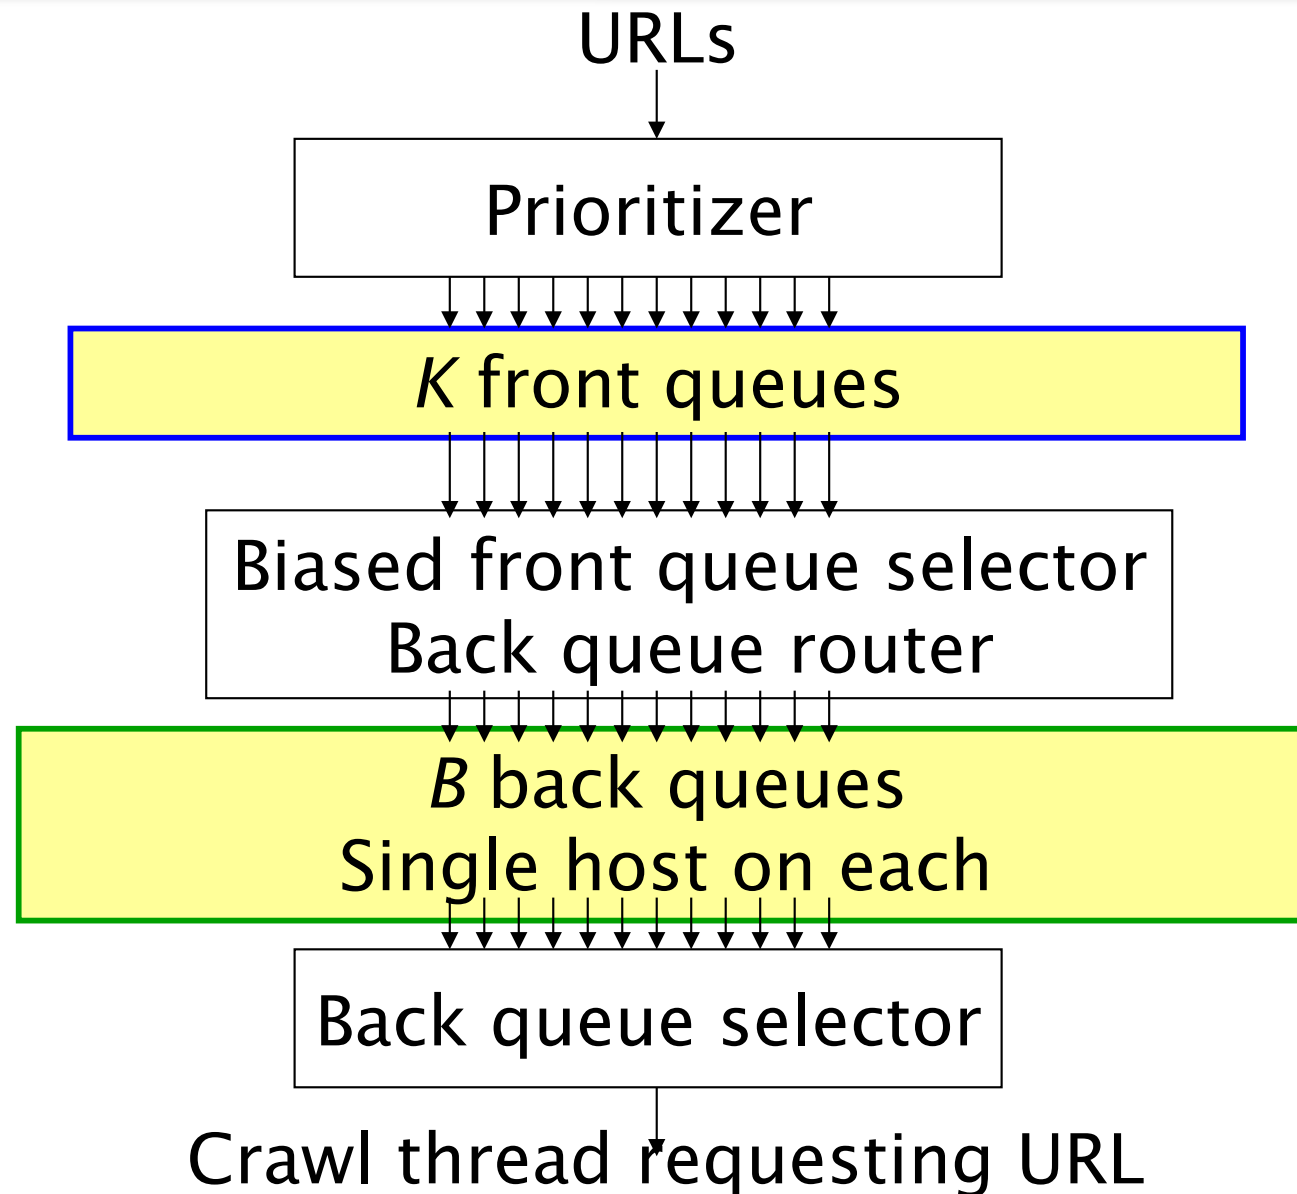 URLs
Prioritizer
K front queues
Biased front queue selector
Back queue router
B back queues
Single host on each
Back queue selector
Crawl thread requesting URL